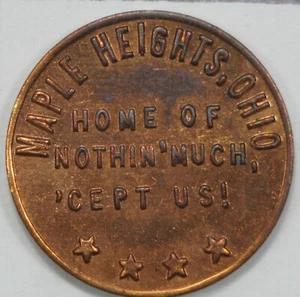 MAPLE HEIGHTS, OHIO
HOME OF
NOTHIN' MUCH,
'CEPT US!